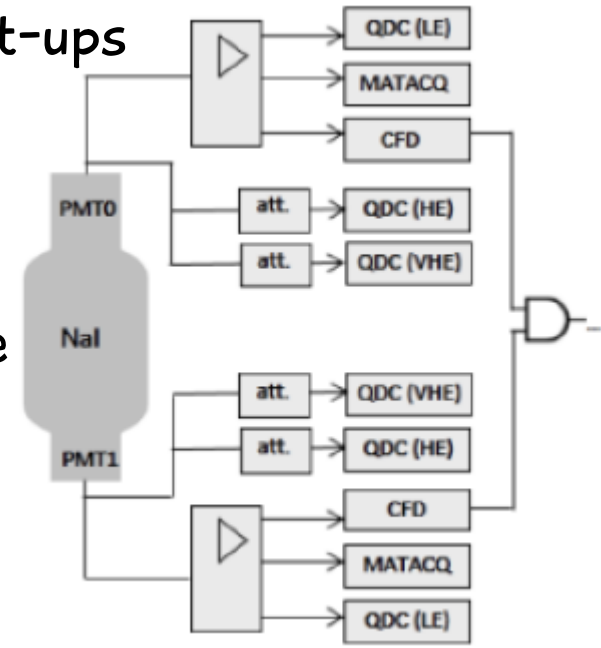 t-ups
QDC (LE)
MATACQ
CFD
PMT0
att.
QDC (HE)
att.
QDC (VHE)
e
NaI
att.
QDC (VHE)
att.
QDC (HE)
PMT1
CFD
MATACQ
QDC (LE)